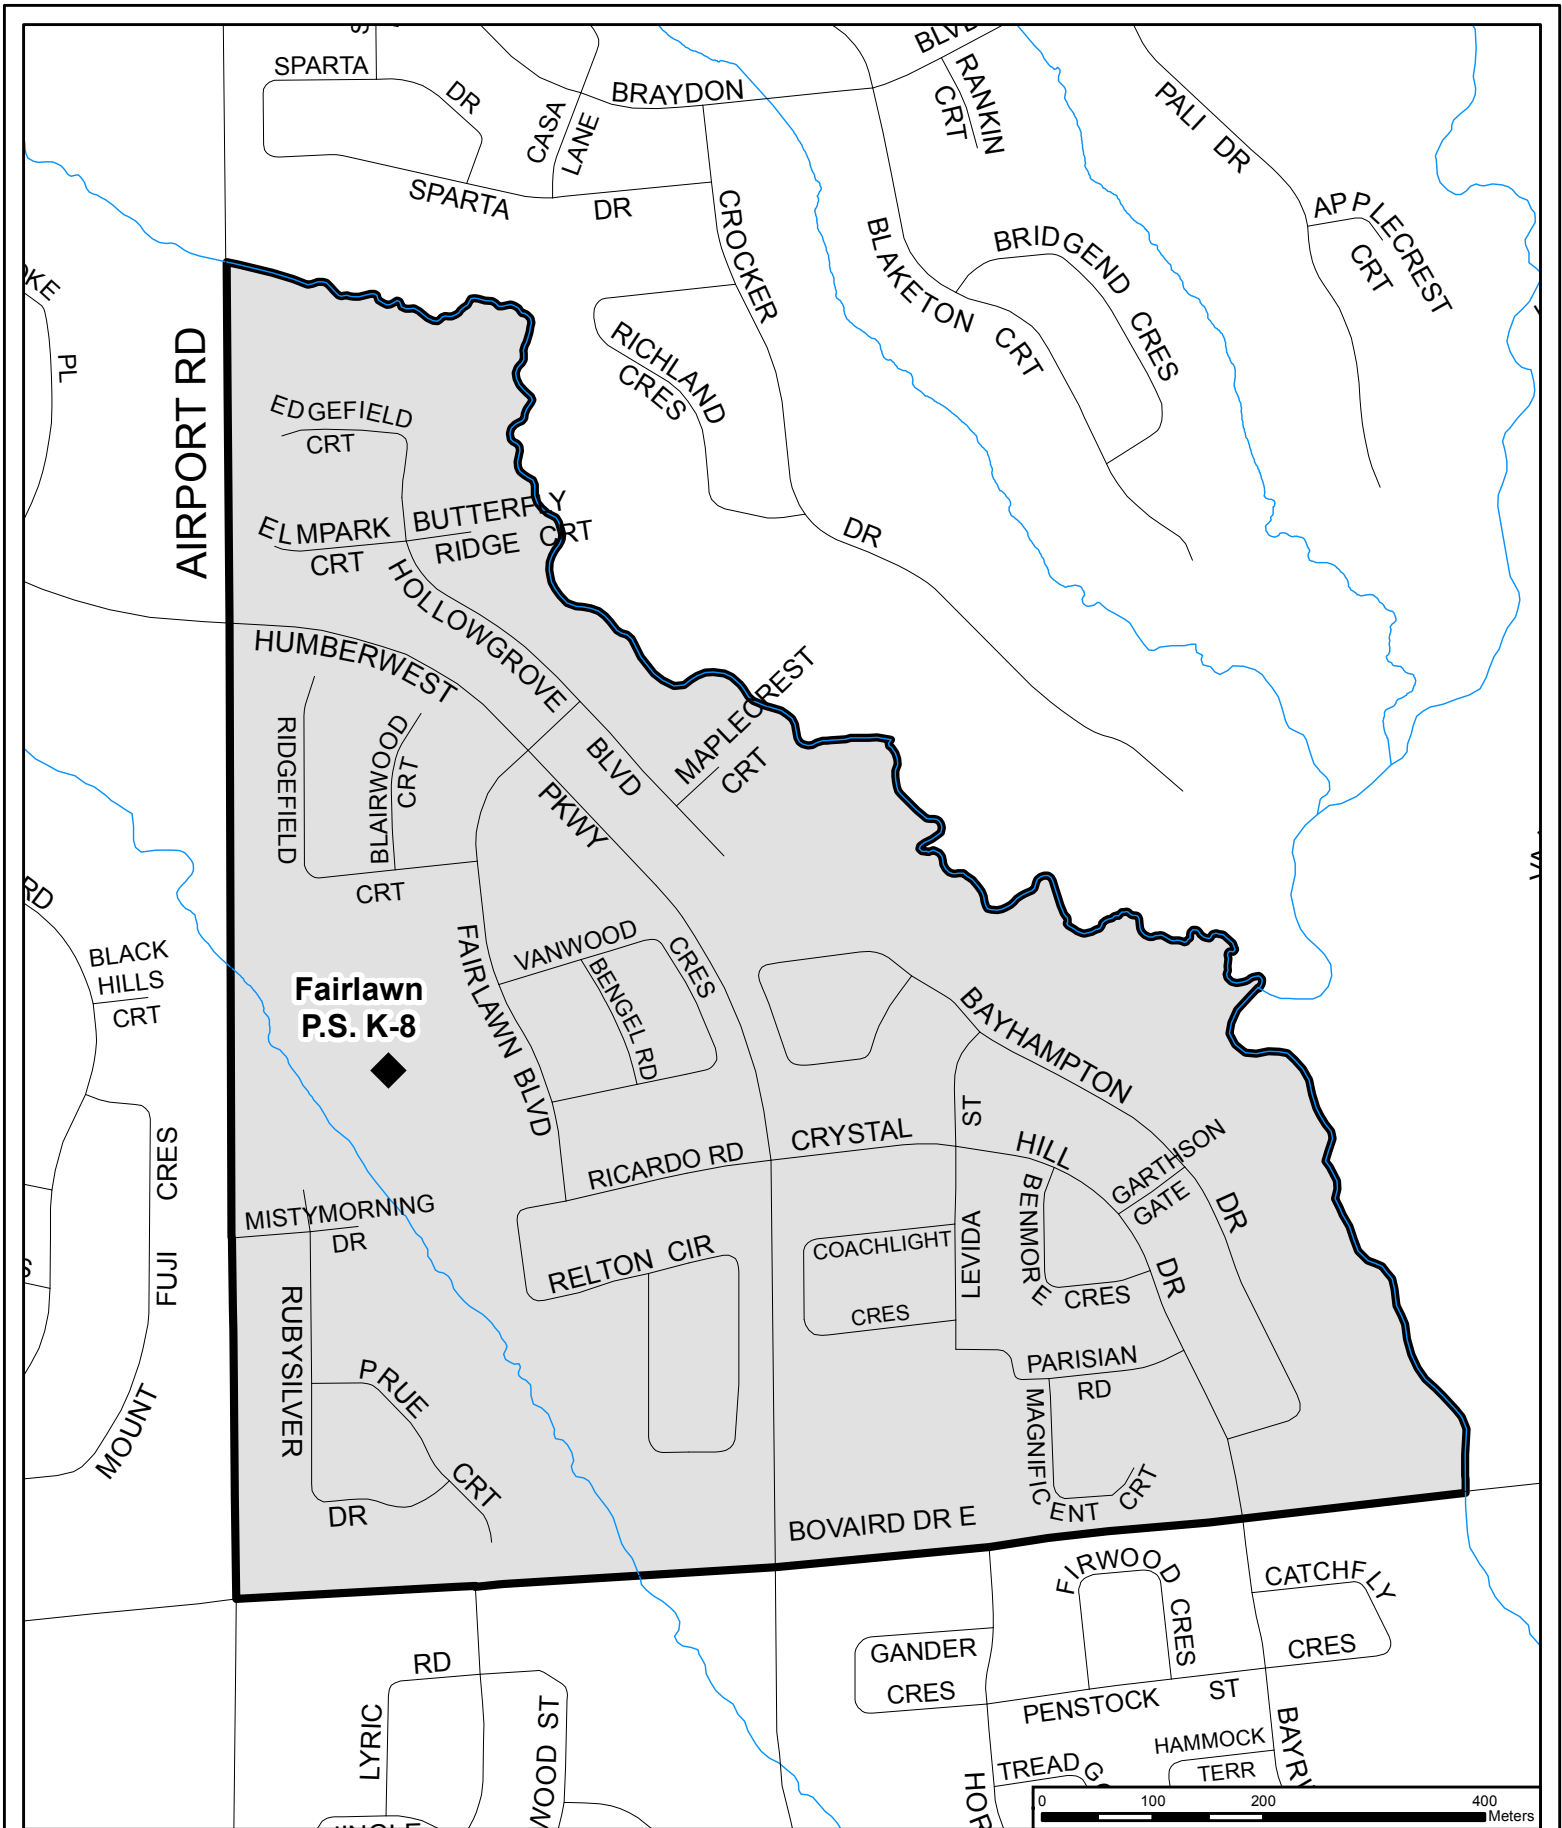 SPARTA
DR
CASA
LANE
BRAYDON
BLVD
RANKIN
CRT
PALI DR
SPARTA DR
CROCKER
DR
APPLECREST
CRT
BLAKETON CRT
BRIDGEND CRES
RICHLAND
CRES
PL
AIRPORT RD
EDGEFIELD
CRT
ELMPARK
CRT
BUTTERFLY
RIDGE CRT
HOLLOWGROVE
BLVD
HUMBERWEST
PKWY
MAPLECREST
CRT
RIDGEFIELD
CRT
BLAIRWOOD
CRT
RD
BLACK
HILLS
CRT
FAIRLAWN BLVD
VANWOOD
CRES
BENGEL RD
Fairlawn
P.S. K-8
BAYHAMPTON
DR
CRYSTAL
HILL
DR
ST
LEVIDA
GARTHSON
GATE
BENMORE
CRES
RICARDO RD
RELTON CIR
COACHLIGHT
CRES
MISTYMORNING
DR
CRES
FUJI
MOUNT
RUBYSILVER
DR
PRUE
CRT
PARISIAN
RD
MAGNIFICENT CRT
BOVAIRD DR E
FIRWOOD
CRES
CATCHFLY
CRES
GANDER
CRES
PENSTOCK ST
HAMMOCK
TERR
TREAD
RD
LYRIC
WOOD ST
0 100 200 400
Meters